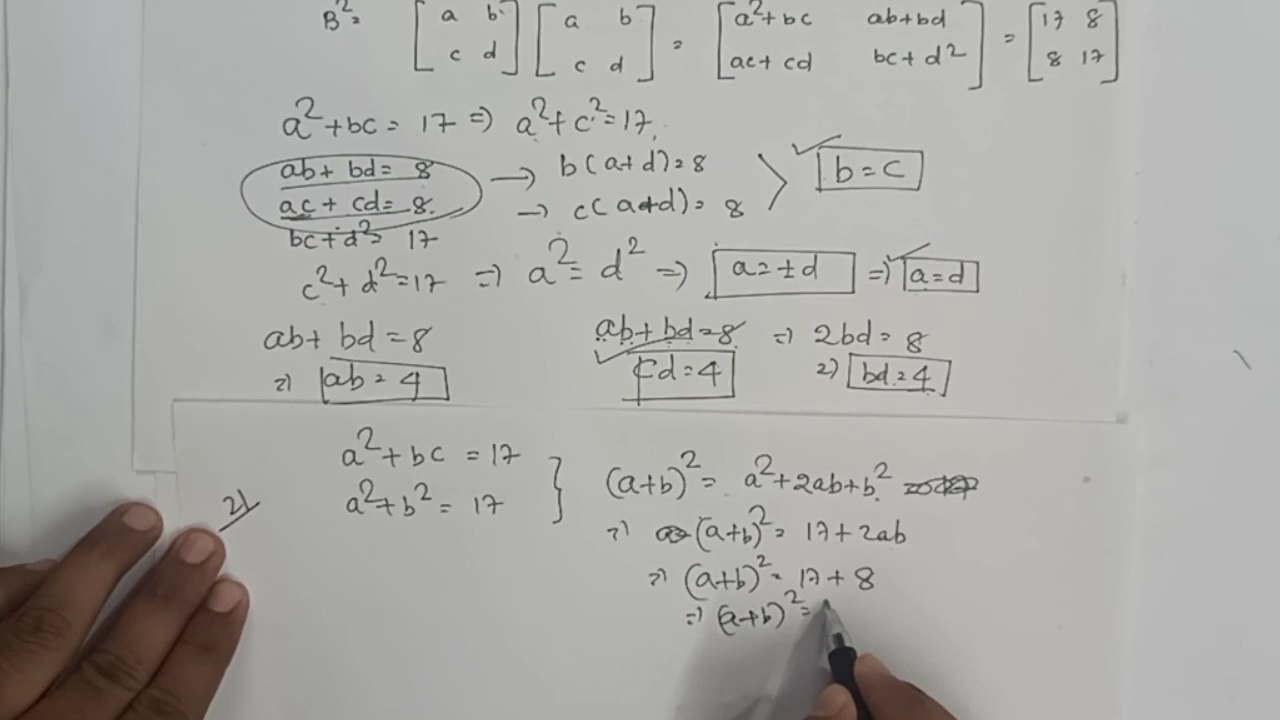 B² = [a b c d] [a b c d] = [a²+bc ab+bd ac+cd bc+d²] = [17 8 8 17]
a²+bc = 17 ⇒ a²+c² = 17
ab+bd = 8 → b(a+d) = 8
ac+cd = 8 → c(a+d) = 8 > b = c
bc+d² = 17
c²+d² = 17 ⇒ a² = d² ⇒ a = ±d ⇒ a = d
ab+bd = 8 ab+bd = 8 ⇒ 2bd = 8
⇒ ab = 4 cd = 4 ⇒ bd = 4
a²+bc = 17
2) a²+b² = 17 } (a+b)² = a²+2ab+b²
⇒ (a+b)² = 17+2ab
⇒ (a+b)² = 17+8
⇒ (a+b)² =